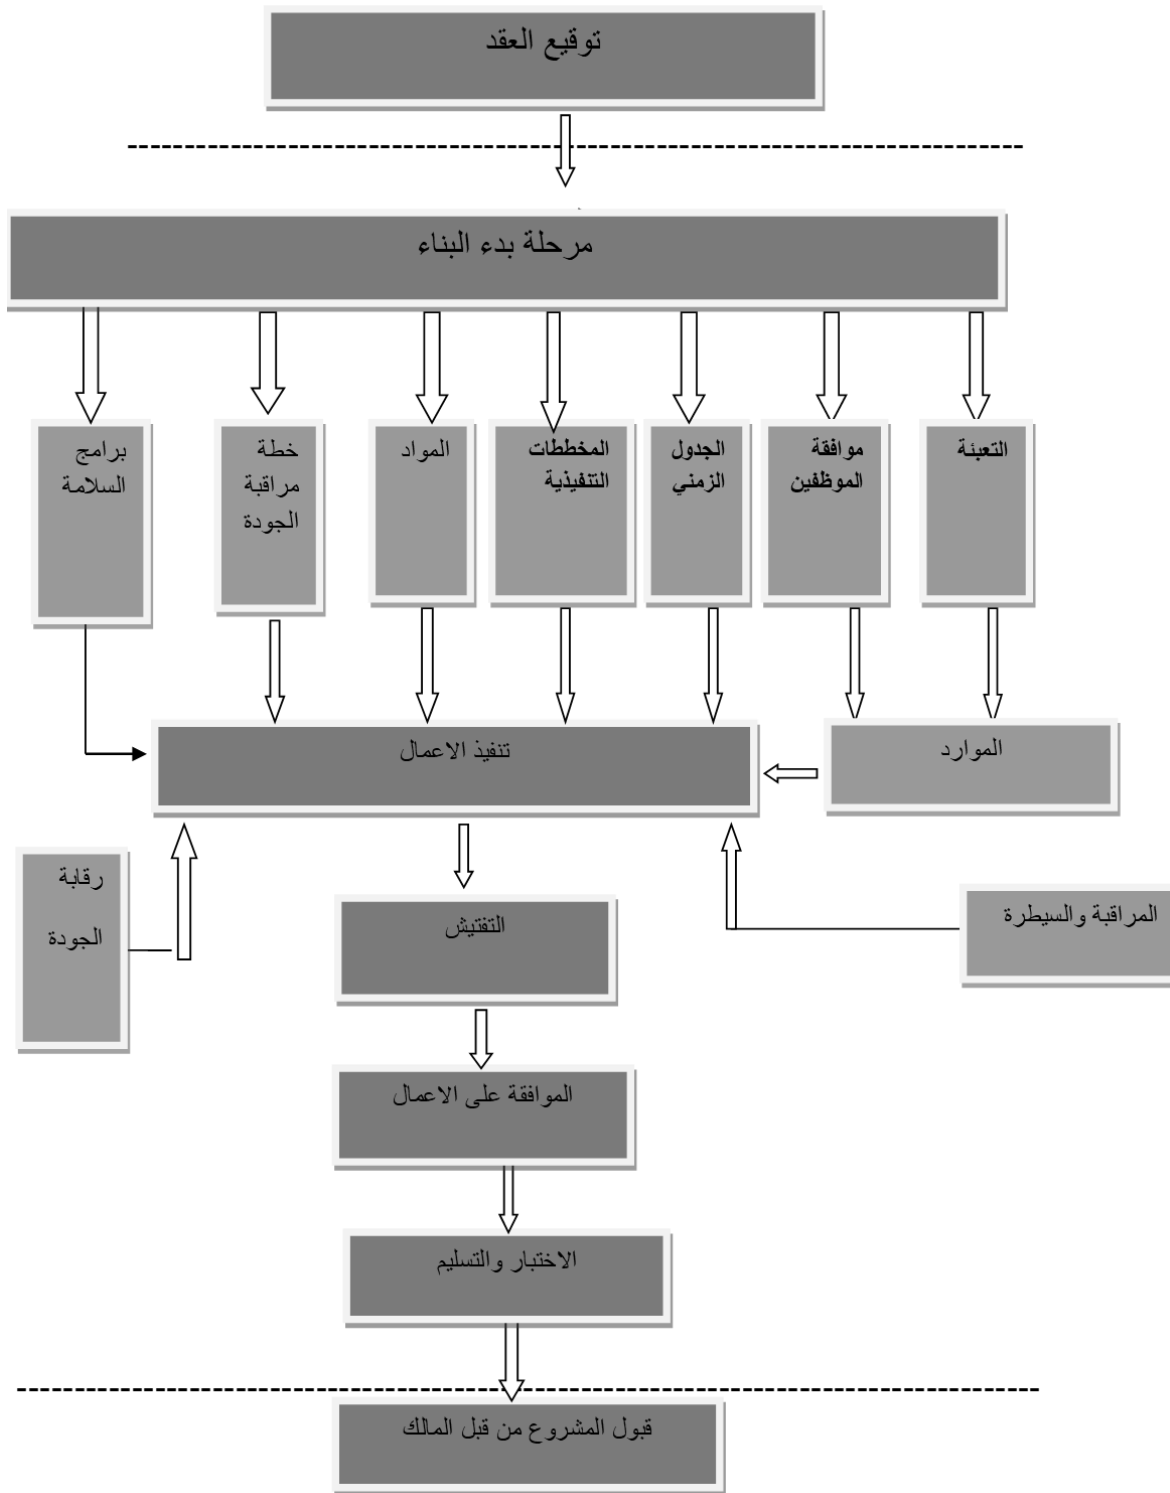 توقيع العقد
مرحلة بدء البناء
التعبئة
موافقة
الموظفين
الجدول
الزمني
المخططات
التنفيذية
المواد
خطة
مراقبة
الجودة
برامج
السلامة
الموارد
تنفيذ الاعمال
المراقبة والسيطرة
التفتيش
رقابة
الجودة
الموافقة على الاعمال
الاختبار والتسليم
قبول المشروع من قبل المالك